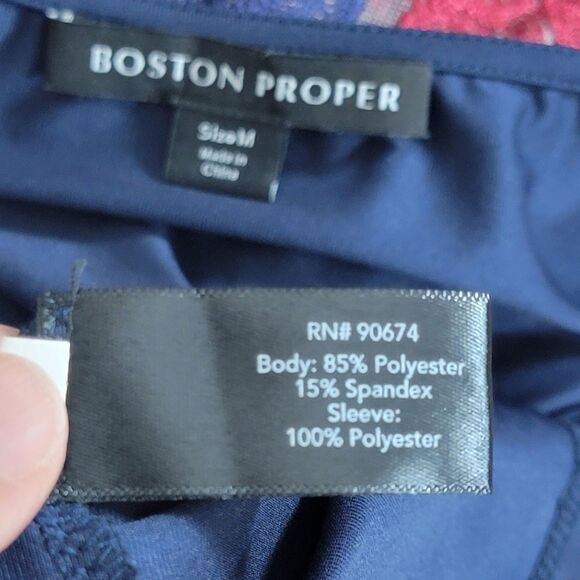 BOSTON PROPER
Size M
Made in
China
RN# 90674
Body: 85% Polyester
15% Spandex
Sleeve:
100% Polyester